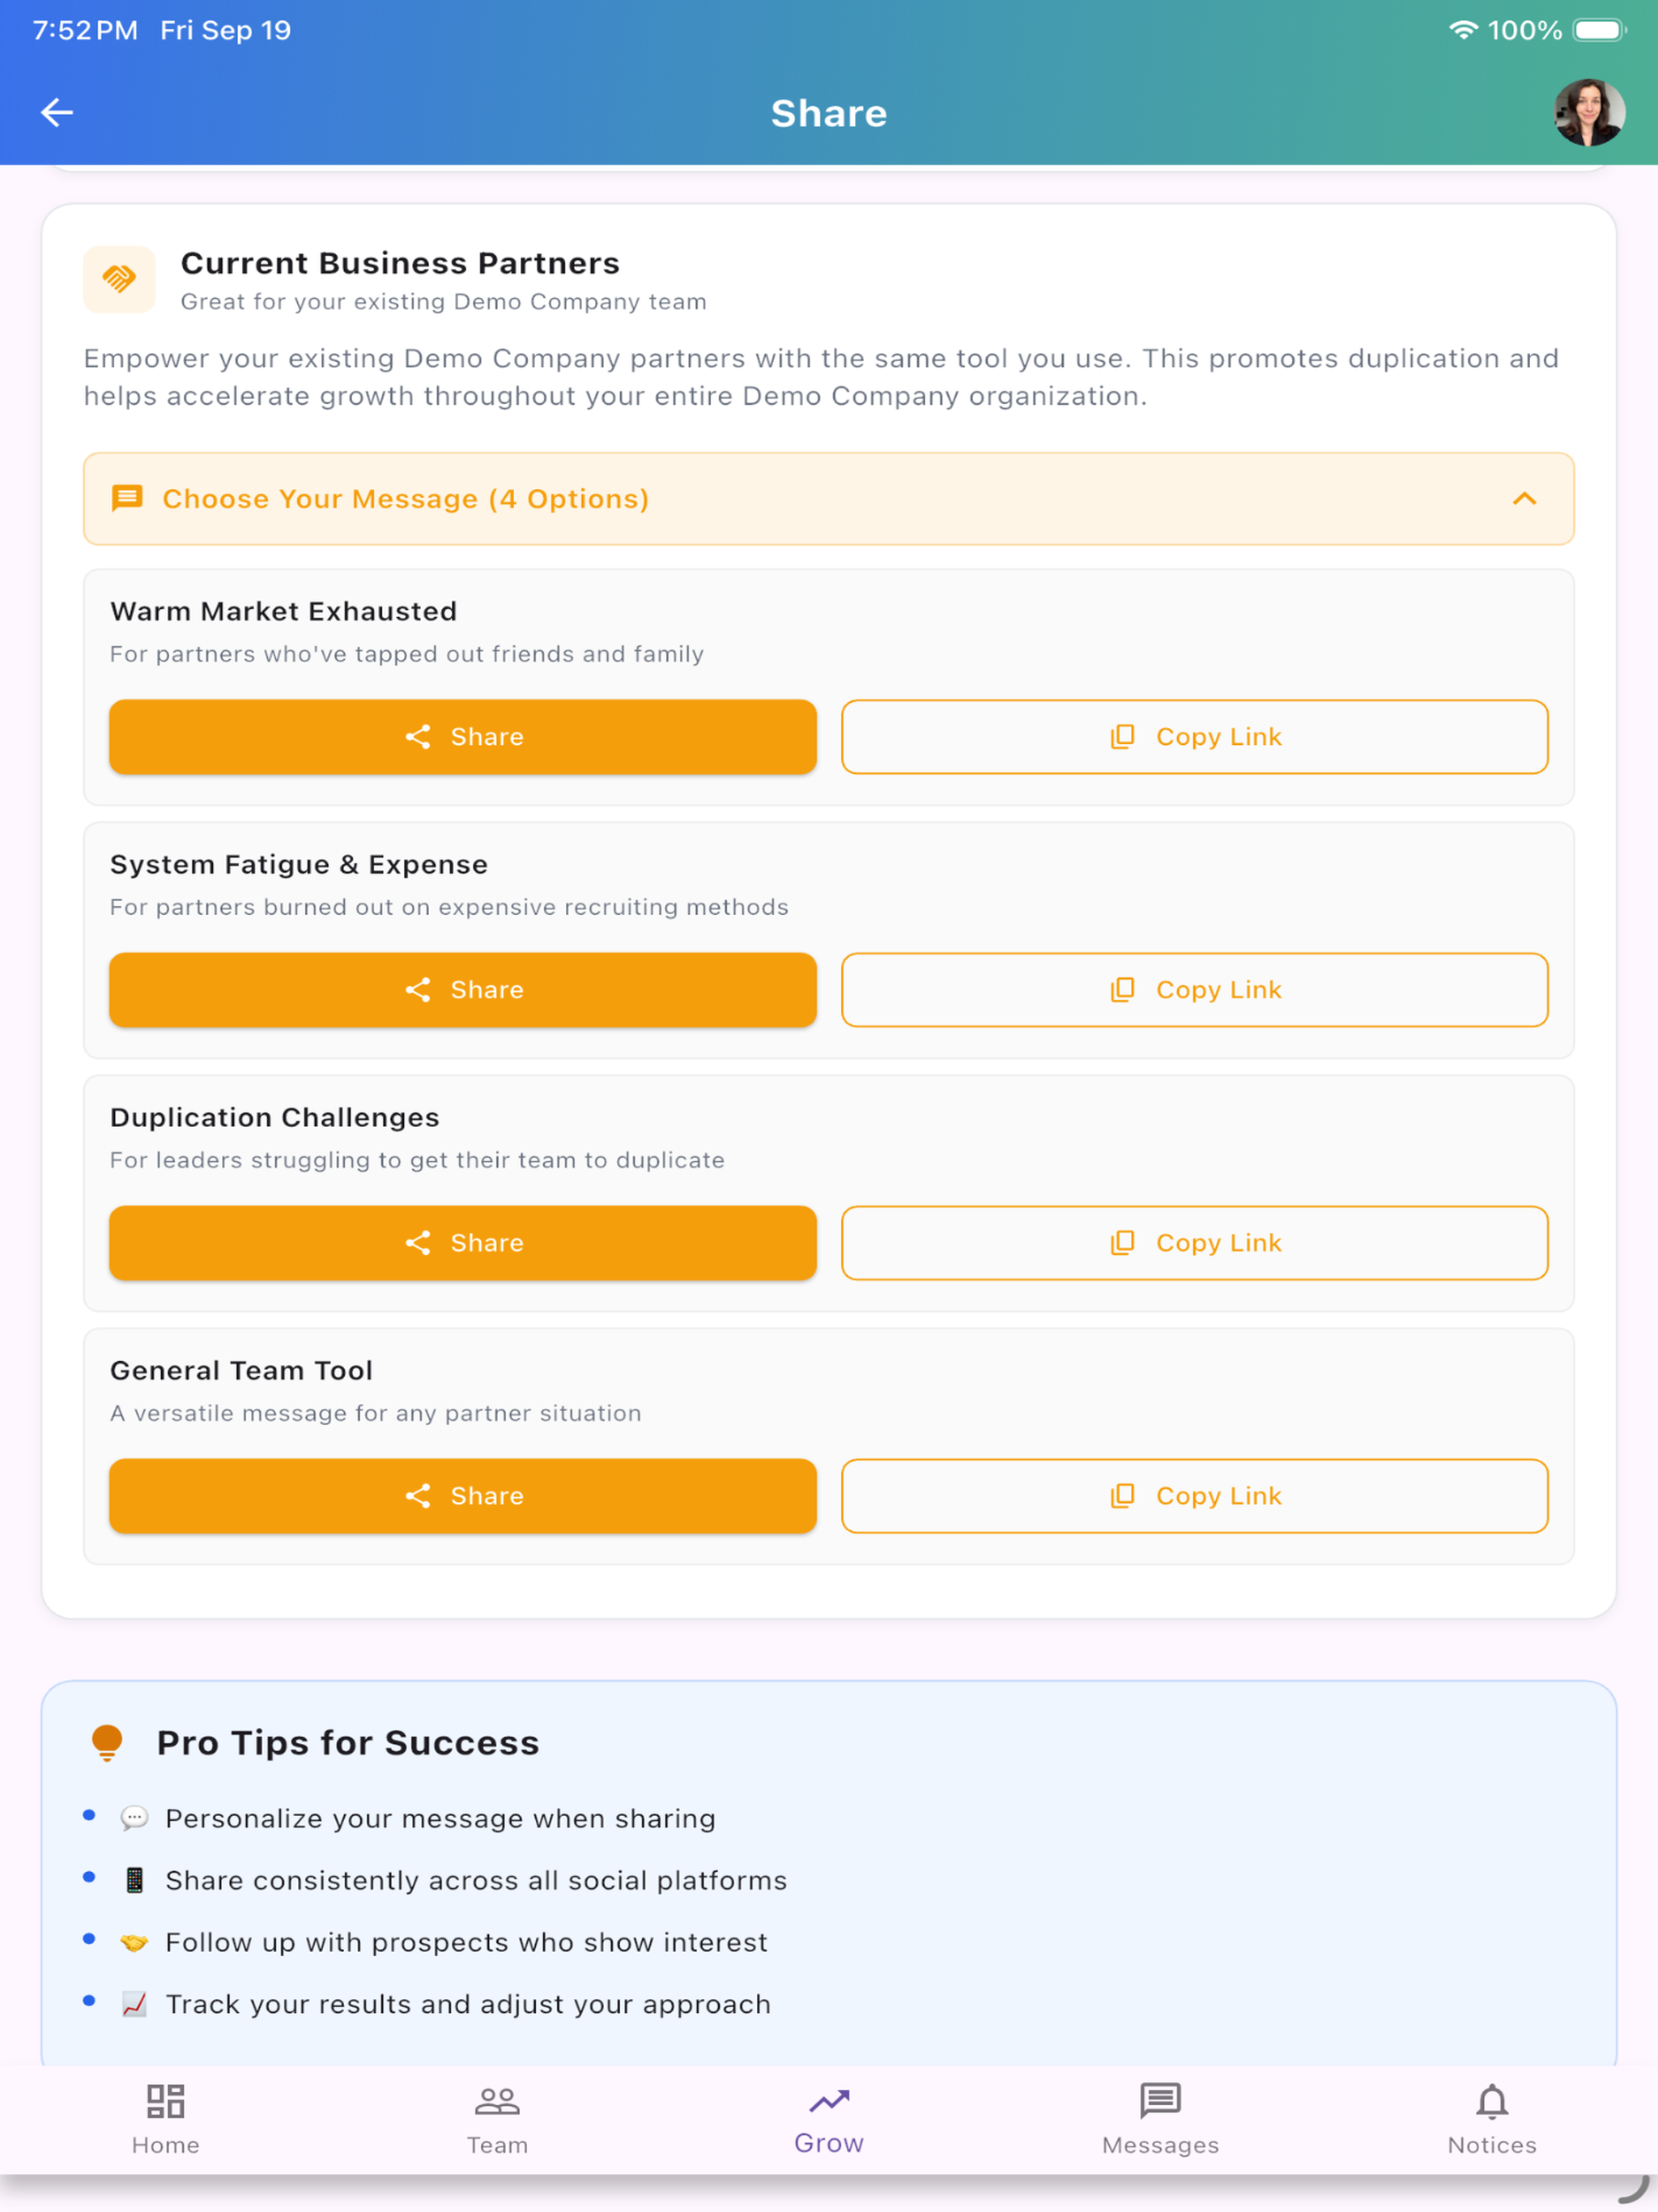 7:52 PM Fri Sep 19
100%
Share
Current Business Partners
Great for your existing Demo Company team
Empower your existing Demo Company partners with the same tool you use. This promotes duplication and
helps accelerate growth throughout your entire Demo Company organization.
Choose Your Message (4 Options)
Warm Market Exhausted
For partners who've tapped out friends and family
Share
Copy Link
System Fatigue & Expense
For partners burned out on expensive recruiting methods
Share
Copy Link
Duplication Challenges
For leaders struggling to get their team to duplicate
Share
Copy Link
General Team Tool
A versatile message for any partner situation
Share
Copy Link
Pro Tips for Success
💬 Personalize your message when sharing
📱 Share consistently across all social platforms
🤝 Follow up with prospects who show interest
📈 Track your results and adjust your approach
Home
Team
Grow
Messages
Notices